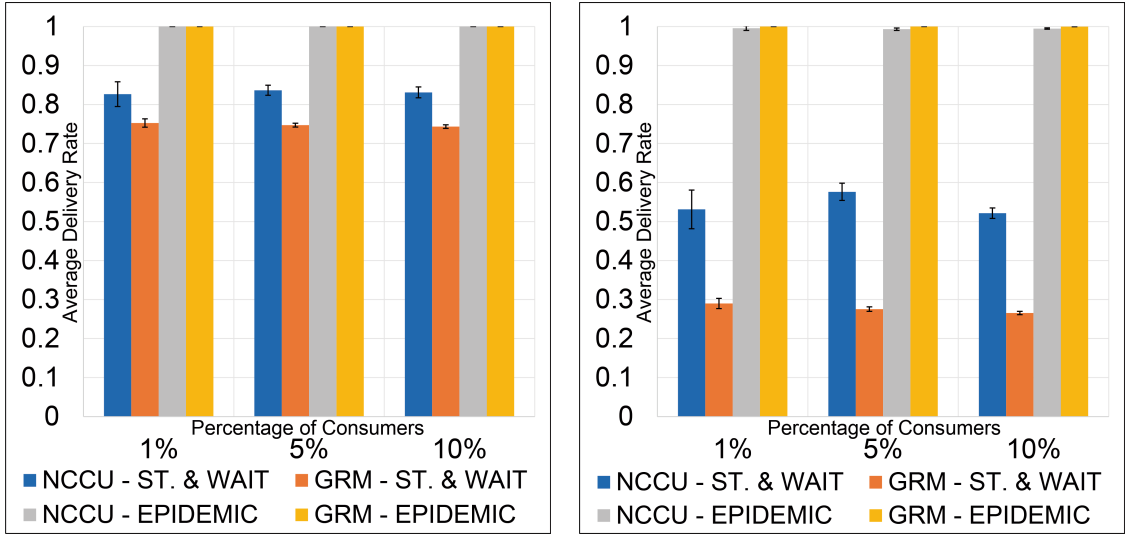 Average Delivery Rate
1
0.9
0.8
0.7
0.6
0.5
0.4
0.3
0.2
0.1
0
Percentage of Consumers
1% 5% 10%
NCCU - ST. & WAIT GRM - ST. & WAIT
NCCU - EPIDEMIC GRM - EPIDEMIC
Average Delivery Rate
1
0.9
0.8
0.7
0.6
0.5
0.4
0.3
0.2
0.1
0
Percentage of Consumers
1% 5% 10%
NCCU - ST. & WAIT GRM - ST. & WAIT
NCCU - EPIDEMIC GRM - EPIDEMIC